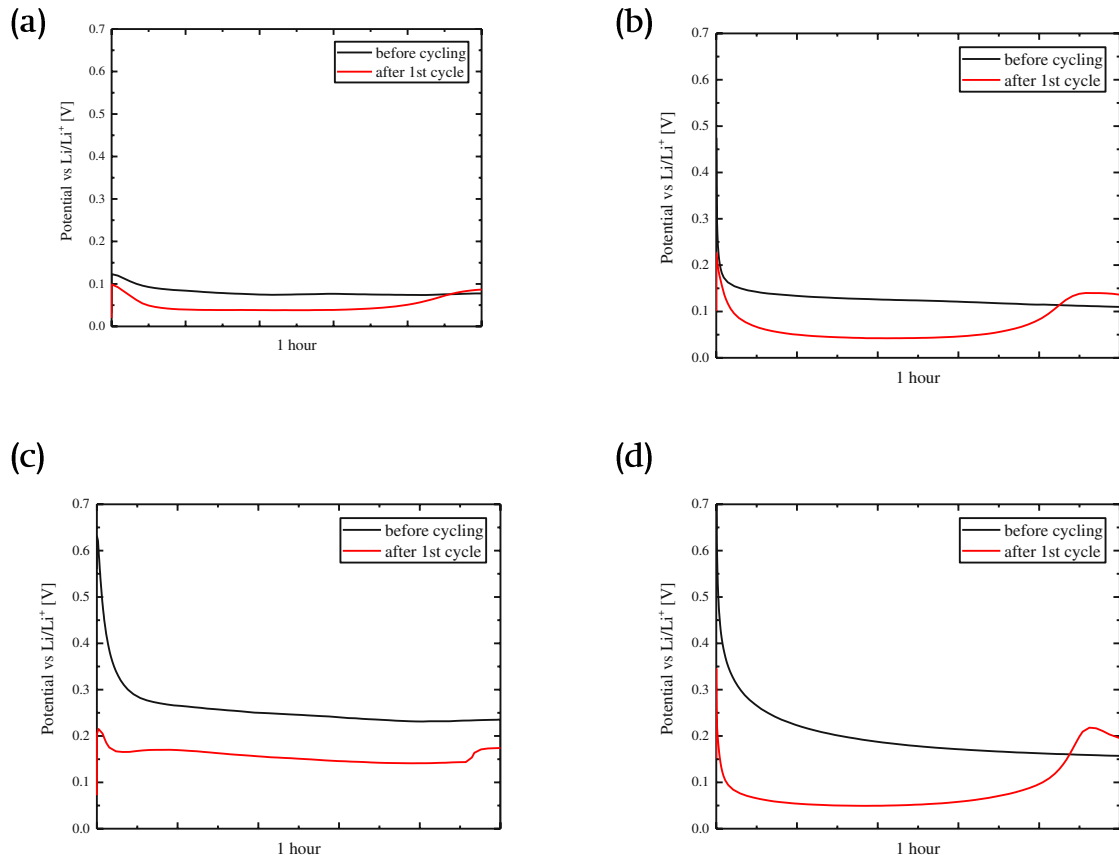 (a)
0.7
0.6
0.5
0.4
0.3
0.2
0.1
0.0
Potential vs Li/Li⁺ [V]
before cycling
after 1st cycle
1 hour
(b)
0.7
0.6
0.5
0.4
0.3
0.2
0.1
0.0
Potential vs Li/Li⁺ [V]
before cycling
after 1st cycle
1 hour
(c)
0.7
0.6
0.5
0.4
0.3
0.2
0.1
0.0
Potential vs Li/Li⁺ [V]
before cycling
after 1st cycle
1 hour
(d)
0.7
0.6
0.5
0.4
0.3
0.2
0.1
0.0
Potential vs Li/Li⁺ [V]
before cycling
after 1st cycle
1 hour